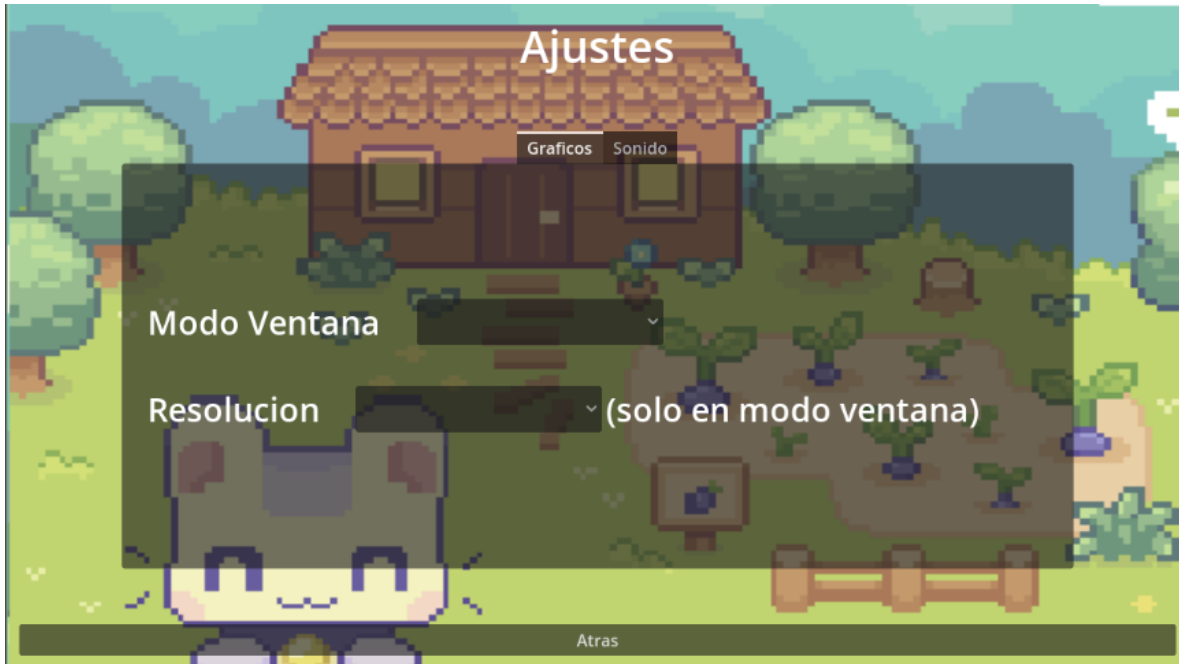 Ajustes
Graficos Sonido
Modo Ventana
Resolucion (solo en modo ventana)
Atras